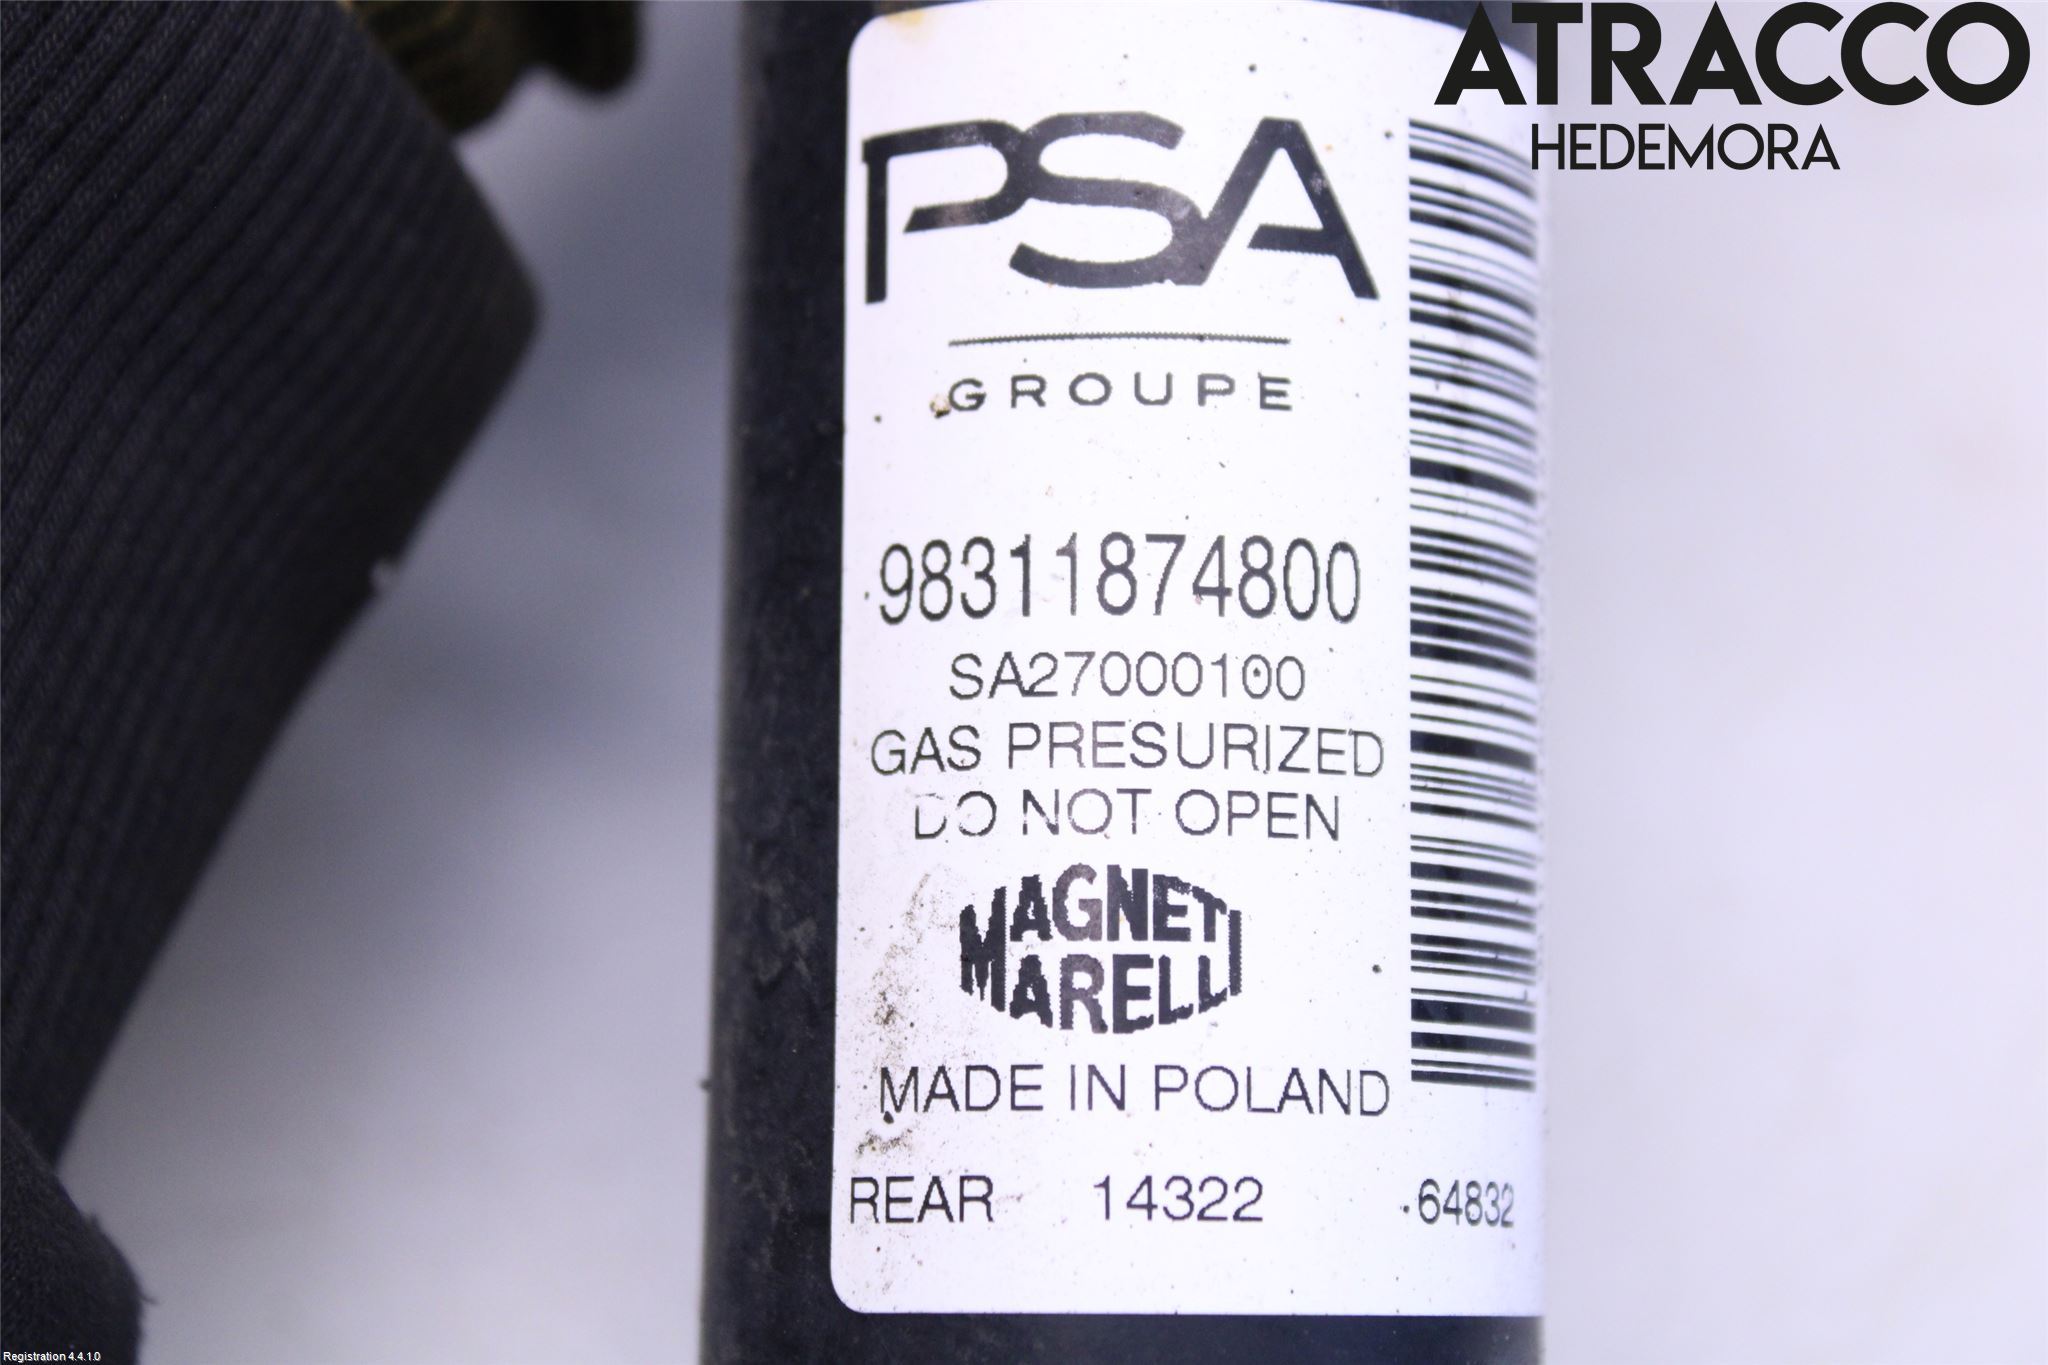 ATRACCO
HEDEMORA
PSA
GROUPE
98311874800
SA27000100
GAS PRESURIZED
DO NOT OPEN
MAGNETI
MARELLI
MADE IN POLAND
REAR 14322 64832
Registration 4.4.1.0